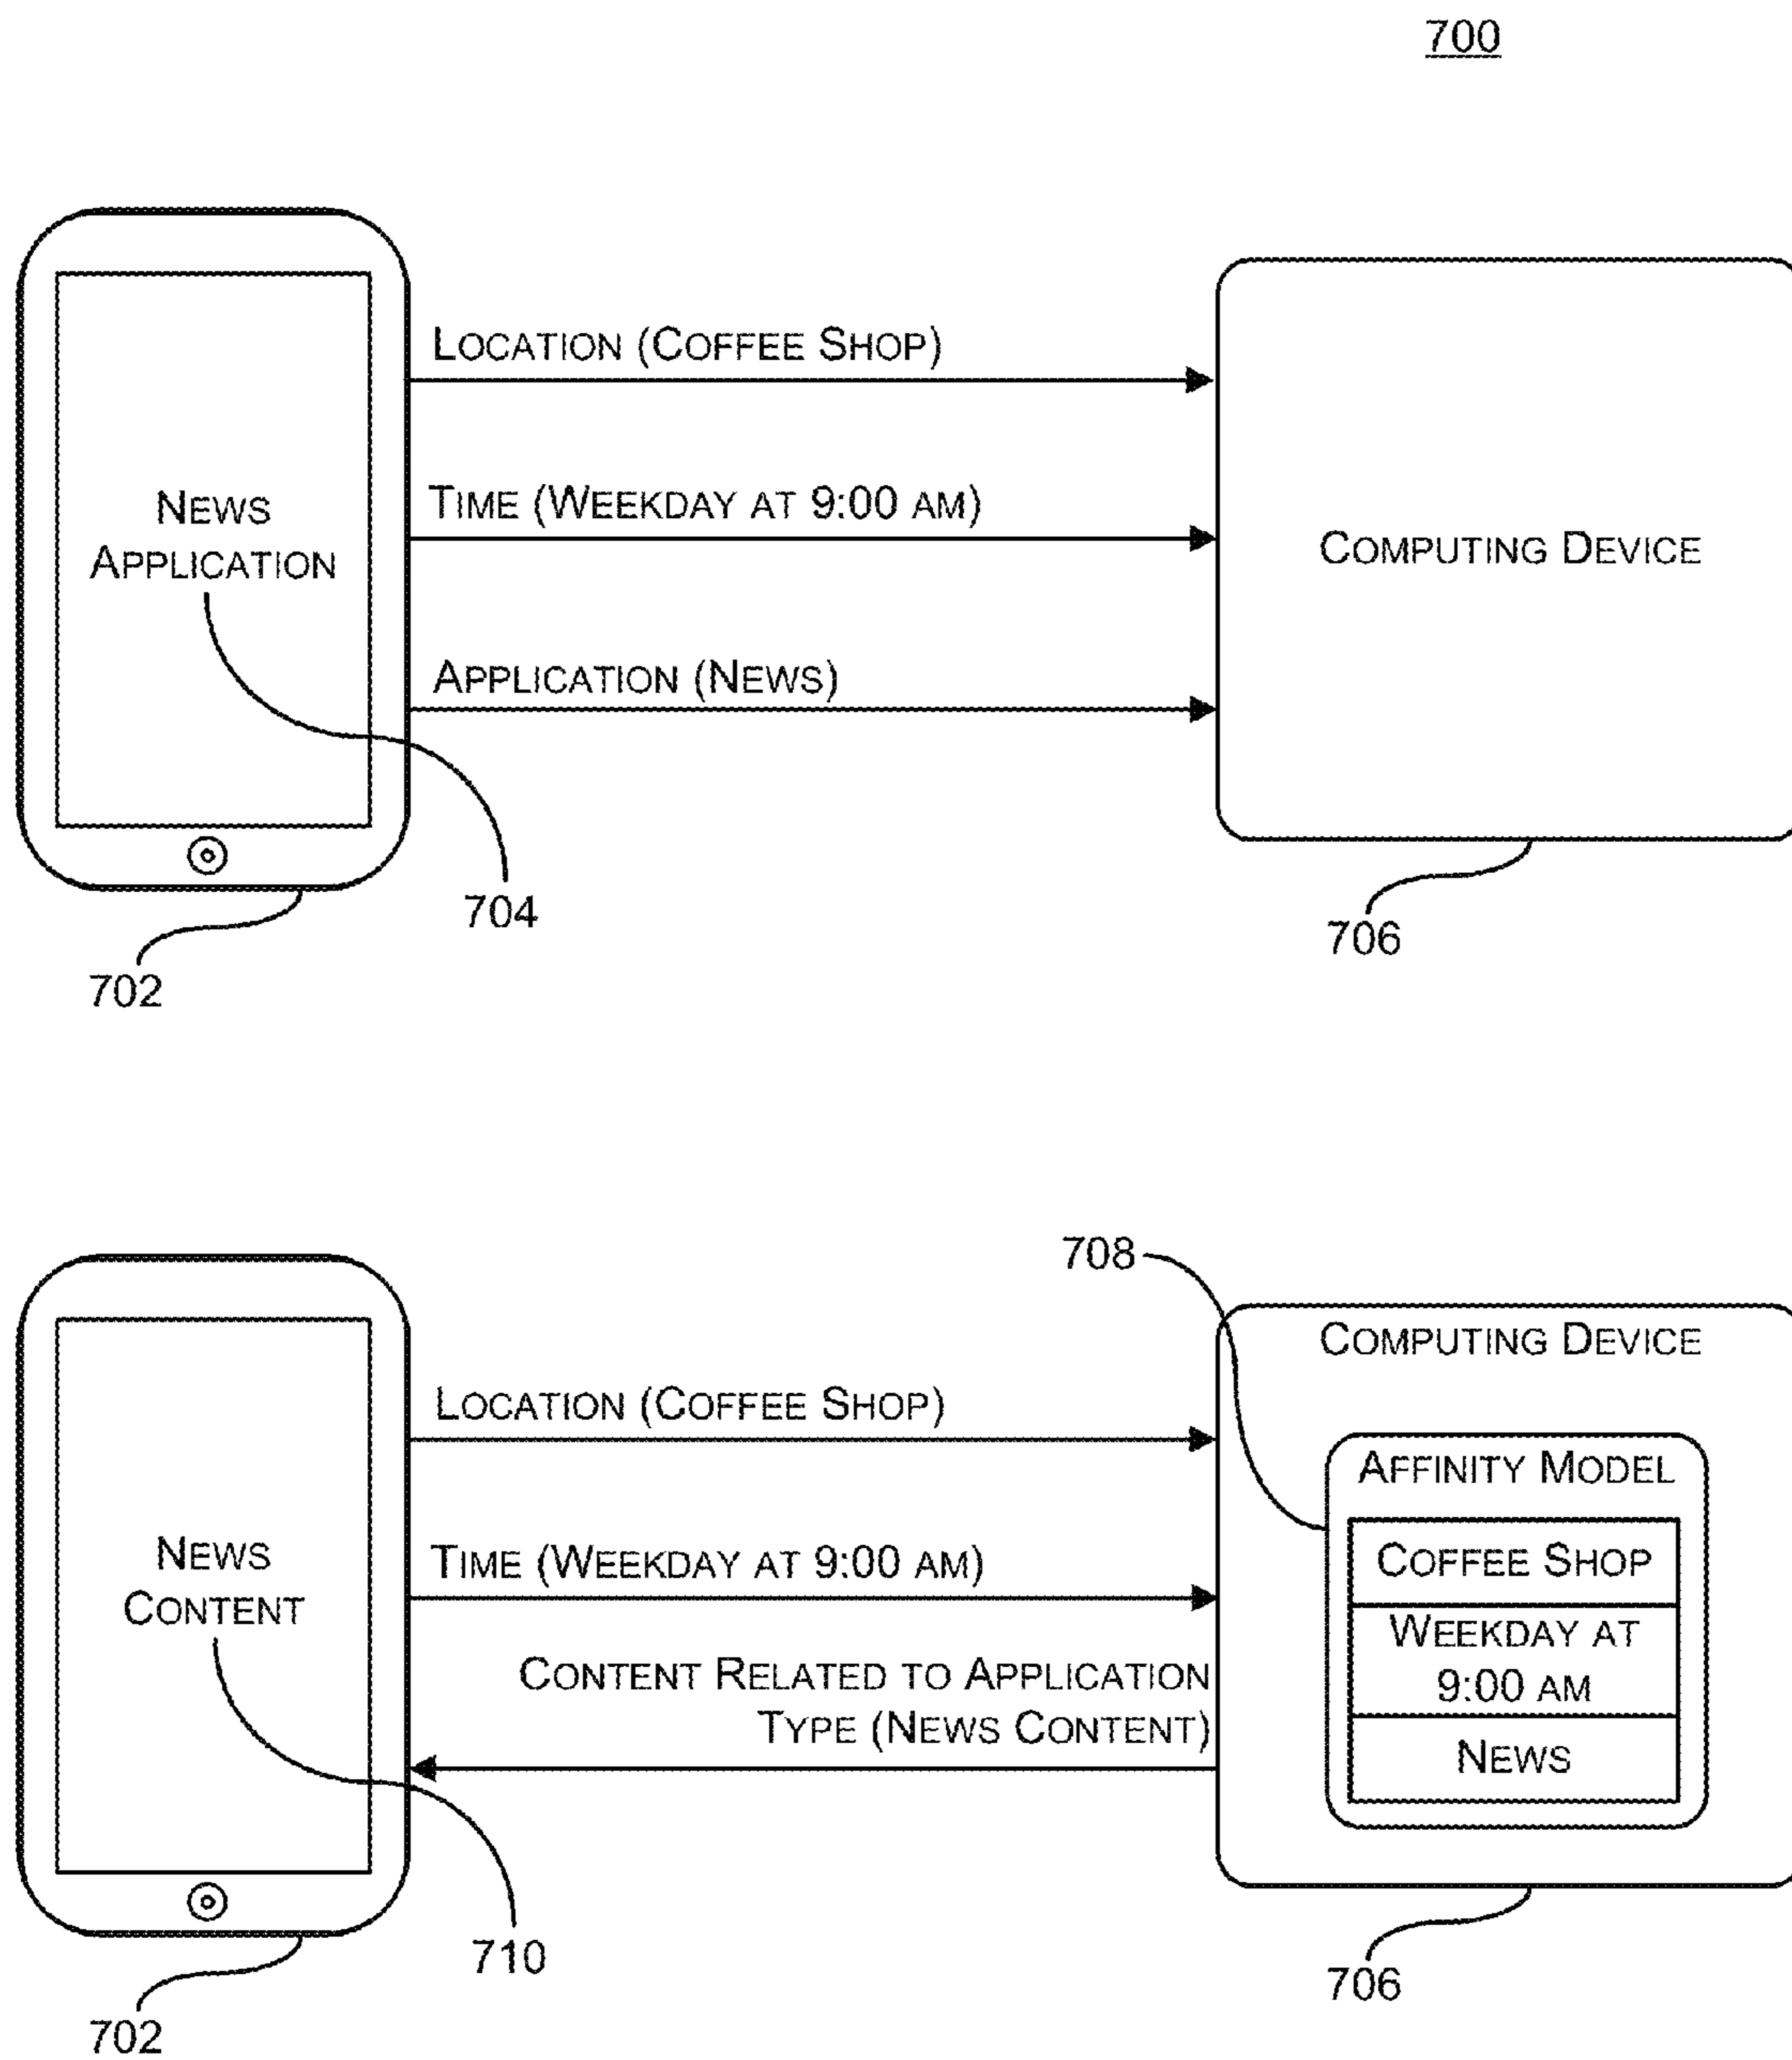 700
LOCATION (COFFEE SHOP)
TIME (WEEKDAY AT 9:00 AM)
NEWS
APPLICATION
COMPUTING DEVICE
APPLICATION (NEWS)
704
706
702
708
COMPUTING DEVICE
LOCATION (COFFEE SHOP)
AFFINITY MODEL
COFFEE SHOP
NEWS
CONTENT
TIME (WEEKDAY AT 9:00 AM)
WEEKDAY AT
9:00 AM
CONTENT RELATED TO APPLICATION
TYPE (NEWS CONTENT)
NEWS
710
706
702